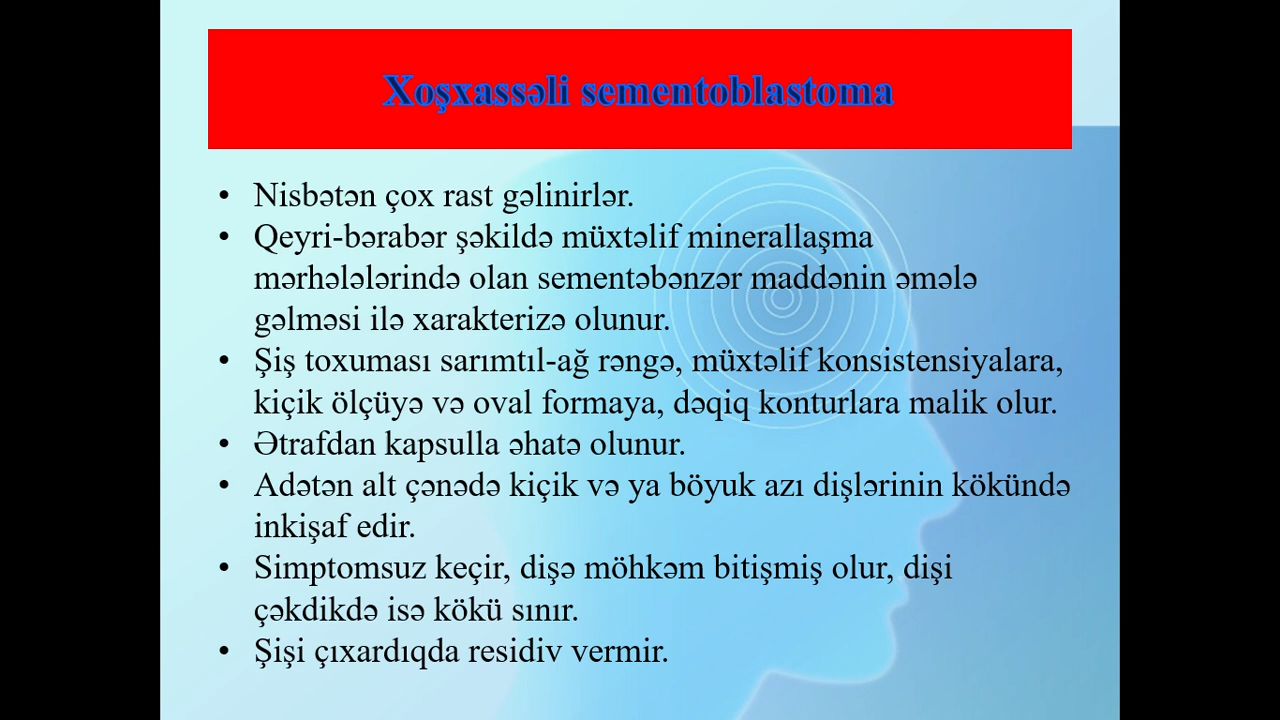 Xoşxassəli sementoblastoma
• Nisbətən çox rast gəlinirlər.
• Qeyri-bərabər şəkildə müxtəlif minerallaşma
mərhələlərində olan sementəbənzər maddənin əmələ
gəlməsi ilə xarakterizə olunur.
• Şiş toxuması sarımtıl-ağ rəngə, müxtəlif konsistensiyalara,
kiçik ölçüyə və oval formaya, dəqiq konturlara malik olur.
• Ətrafdan kapsulla əhatə olunur.
• Adətən alt çənədə kiçik və ya böyuk azı dişlərinin kökündə
inkişaf edir.
• Simptomsuz keçir, dişə möhkəm bitişmiş olur, dişi
çəkdikdə isə kökü sınır.
• Şişi çıxardıqda residiv vermir.